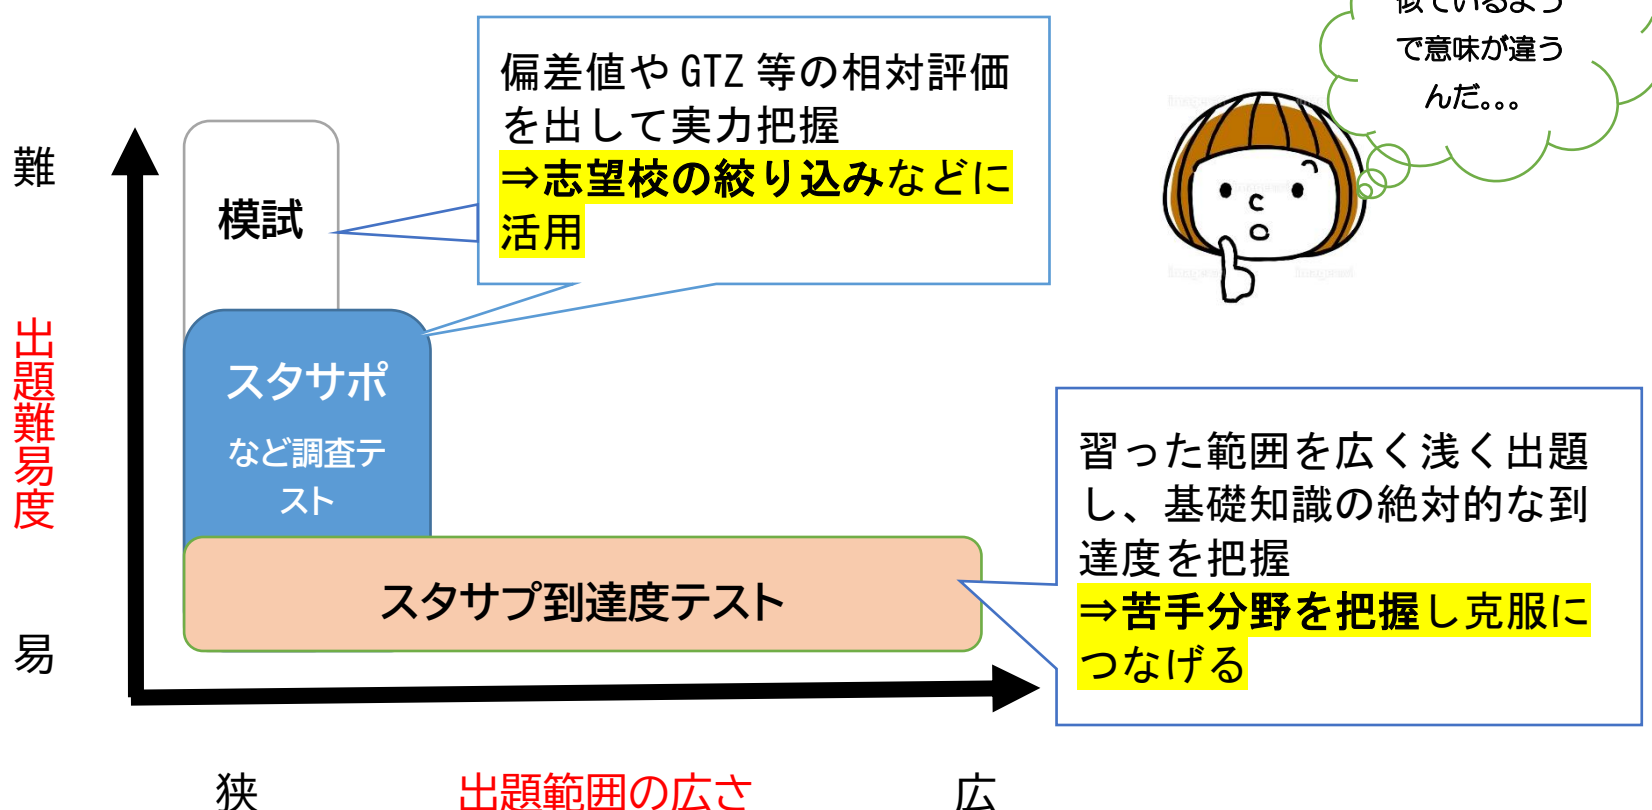 偏差値や GTZ 等の相対評価
を出して実力把握
⇒志望校の絞り込みなどに
活用
似ているよう
で意味が違う
んだ。。。
難
出題難易度
易
模試
スタサポ
など調査テ
スト
スタサプ到達度テスト
習った範囲を広く浅く出題
し、基礎知識の絶対的な到
達度を把握
⇒苦手分野を把握し克服に
つなげる
狭
出題範囲の広さ
広